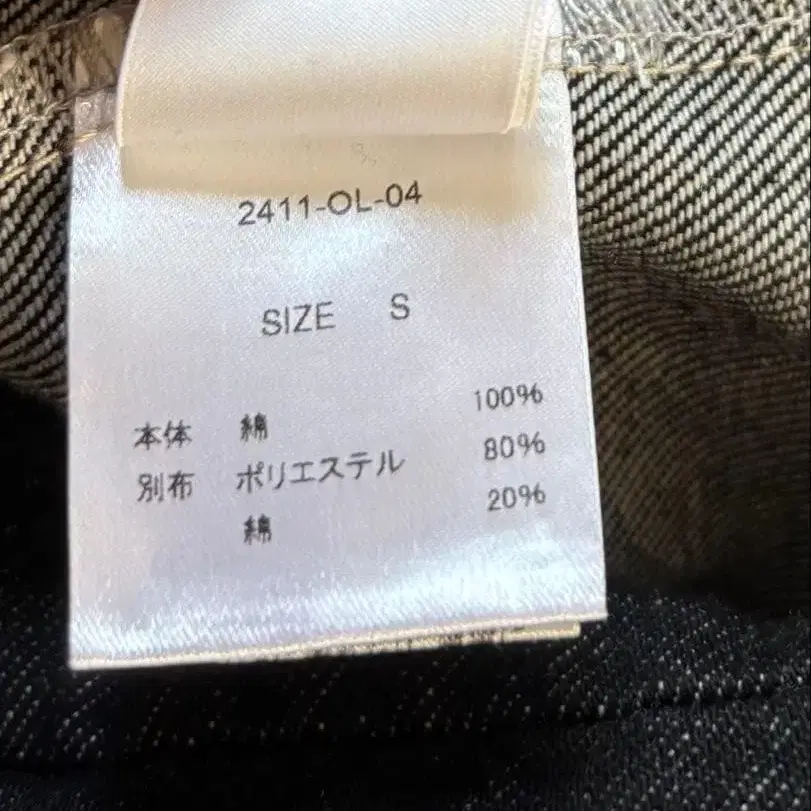 2411-OL-04
SIZE S
本体 綿 100%
別布 ポリエステル 80%
綿 20%